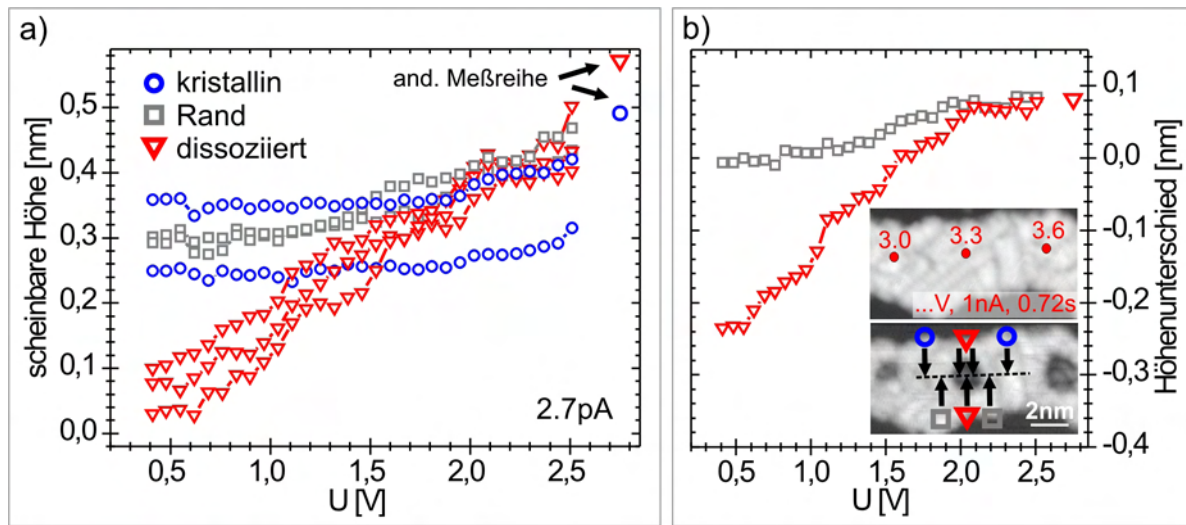 a)
scheinbare Höhe [nm]
0,5
0,4
0,3
0,2
0,1
0,0
kristallin
Rand
dissoziiert
and. Meßreihe
2.7pA
0,5 1,0 1,5 2,0 2,5
U [V]
b)
0,1
0,0
-0,1
-0,2
-0,3
-0,4
Höhenunterschied [nm]
3.0 3.3 3.6
...V, 1nA, 0.72s
2nm
0,5 1,0 1,5 2,0 2,5
U [V]